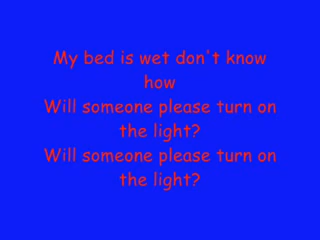 My bed is wet don't know
how
Will someone please turn on
the light?
Will someone please turn on
the light?